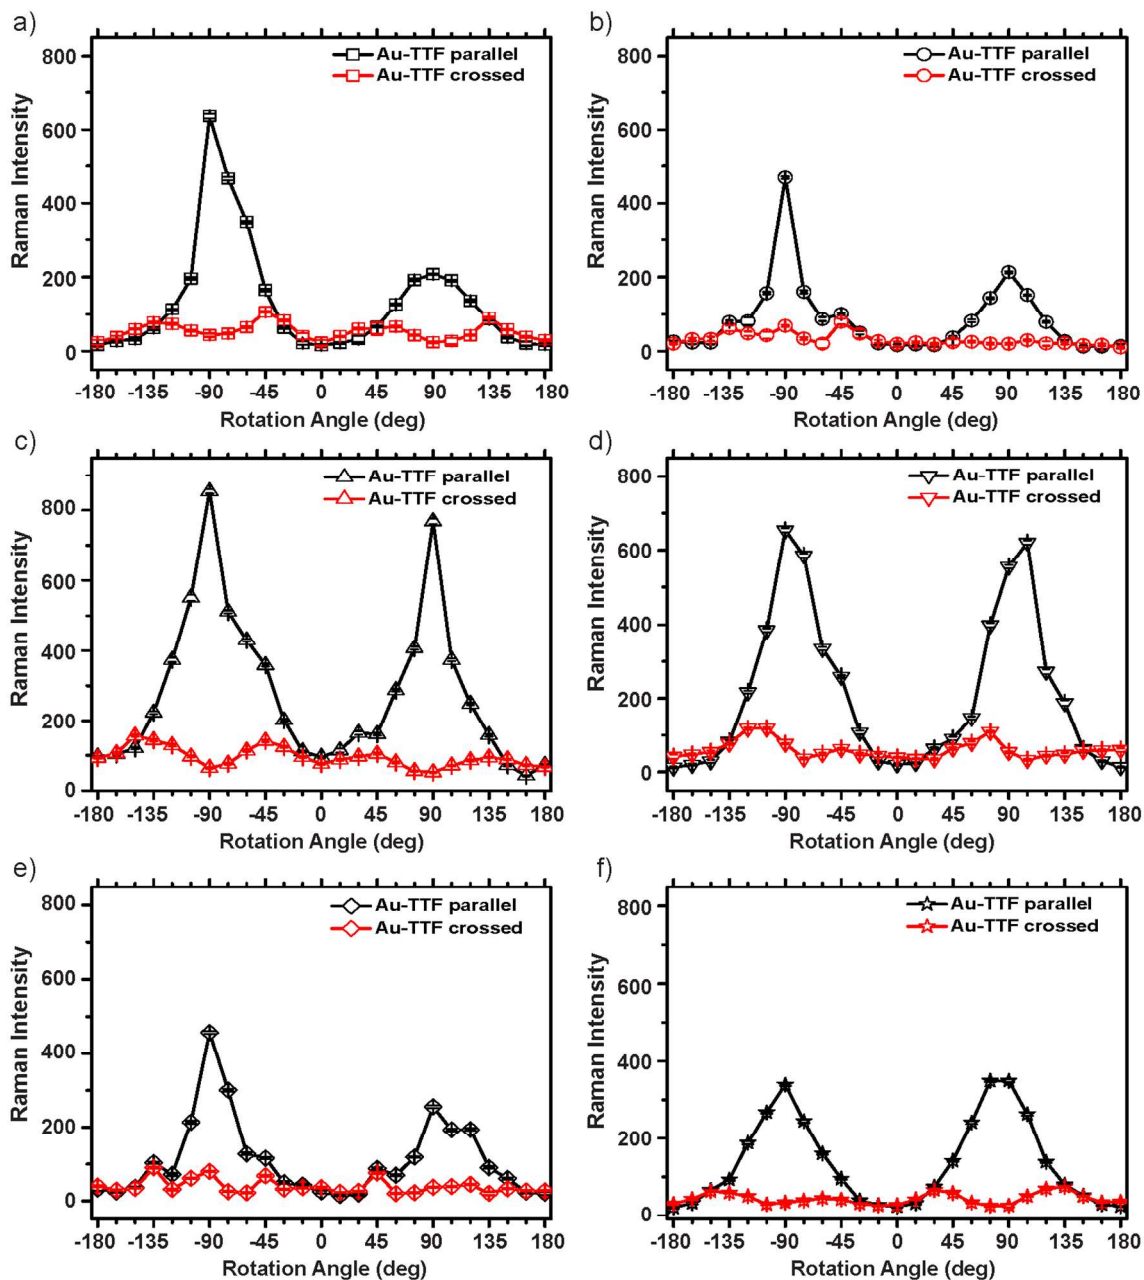 a)
Au-TTF parallel
Au-TTF crossed
800
600
400
200
0
Raman Intensity
-180 -135 -90 -45 0 45 90 135 180
Rotation Angle (deg)
b)
Au-TTF parallel
Au-TTF crossed
800
600
400
200
0
Raman Intensity
-180 -135 -90 -45 0 45 90 135 180
Rotation Angle (deg)
c)
Au-TTF parallel
Au-TTF crossed
800
600
400
200
0
Raman Intensity
-180 -135 -90 -45 0 45 90 135 180
Rotation Angle (deg)
d)
Au-TTF parallel
Au-TTF crossed
800
600
400
200
0
Raman Intensity
-180 -135 -90 -45 0 45 90 135 180
Rotation Angle (deg)
e)
Au-TTF parallel
Au-TTF crossed
800
600
400
200
0
Raman Intensity
-180 -135 -90 -45 0 45 90 135 180
Rotation Angle (deg)
f)
Au-TTF parallel
Au-TTF crossed
800
600
400
200
0
Raman Intensity
-180 -135 -90 -45 0 45 90 135 180
Rotation Angle (deg)